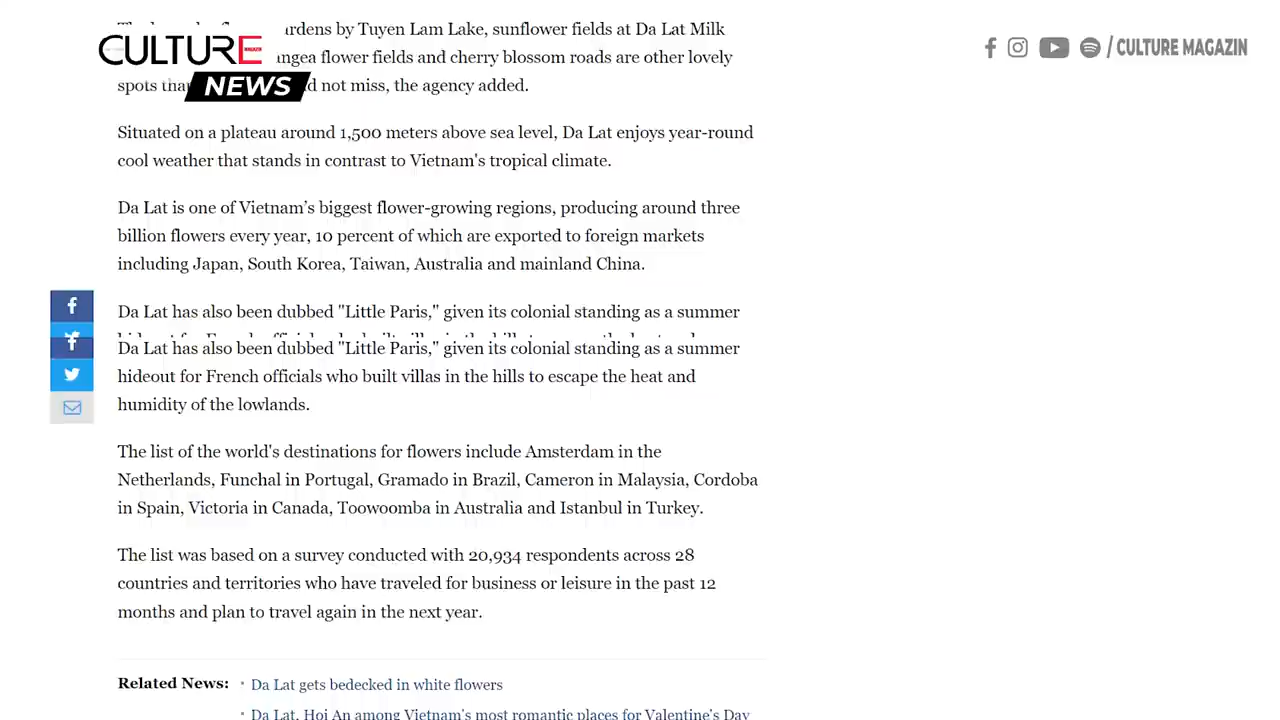 CULTURE
NEWS
/ CULTURE MAGAZIN
rdens by Tuyen Lam Lake, sunflower fields at Da Lat Milk
angea flower fields and cherry blossom roads are other lovely
spots tha d not miss, the agency added.
Situated on a plateau around 1,500 meters above sea level, Da Lat enjoys year-round
cool weather that stands in contrast to Vietnam's tropical climate.
Da Lat is one of Vietnam’s biggest flower-growing regions, producing around three
billion flowers every year, 10 percent of which are exported to foreign markets
including Japan, South Korea, Taiwan, Australia and mainland China.
Da Lat has also been dubbed "Little Paris," given its colonial standing as a summer
Da Lat has also been dubbed "Little Paris," given its colonial standing as a summer
hideout for French officials who built villas in the hills to escape the heat and
humidity of the lowlands.
The list of the world's destinations for flowers include Amsterdam in the
Netherlands, Funchal in Portugal, Gramado in Brazil, Cameron in Malaysia, Cordoba
in Spain, Victoria in Canada, Toowoomba in Australia and Istanbul in Turkey.
The list was based on a survey conducted with 20,934 respondents across 28
countries and territories who have traveled for business or leisure in the past 12
months and plan to travel again in the next year.
Related News: • Da Lat gets bedecked in white flowers
• Da Lat, Hoi An among Vietnam's most romantic places for Valentine's Day